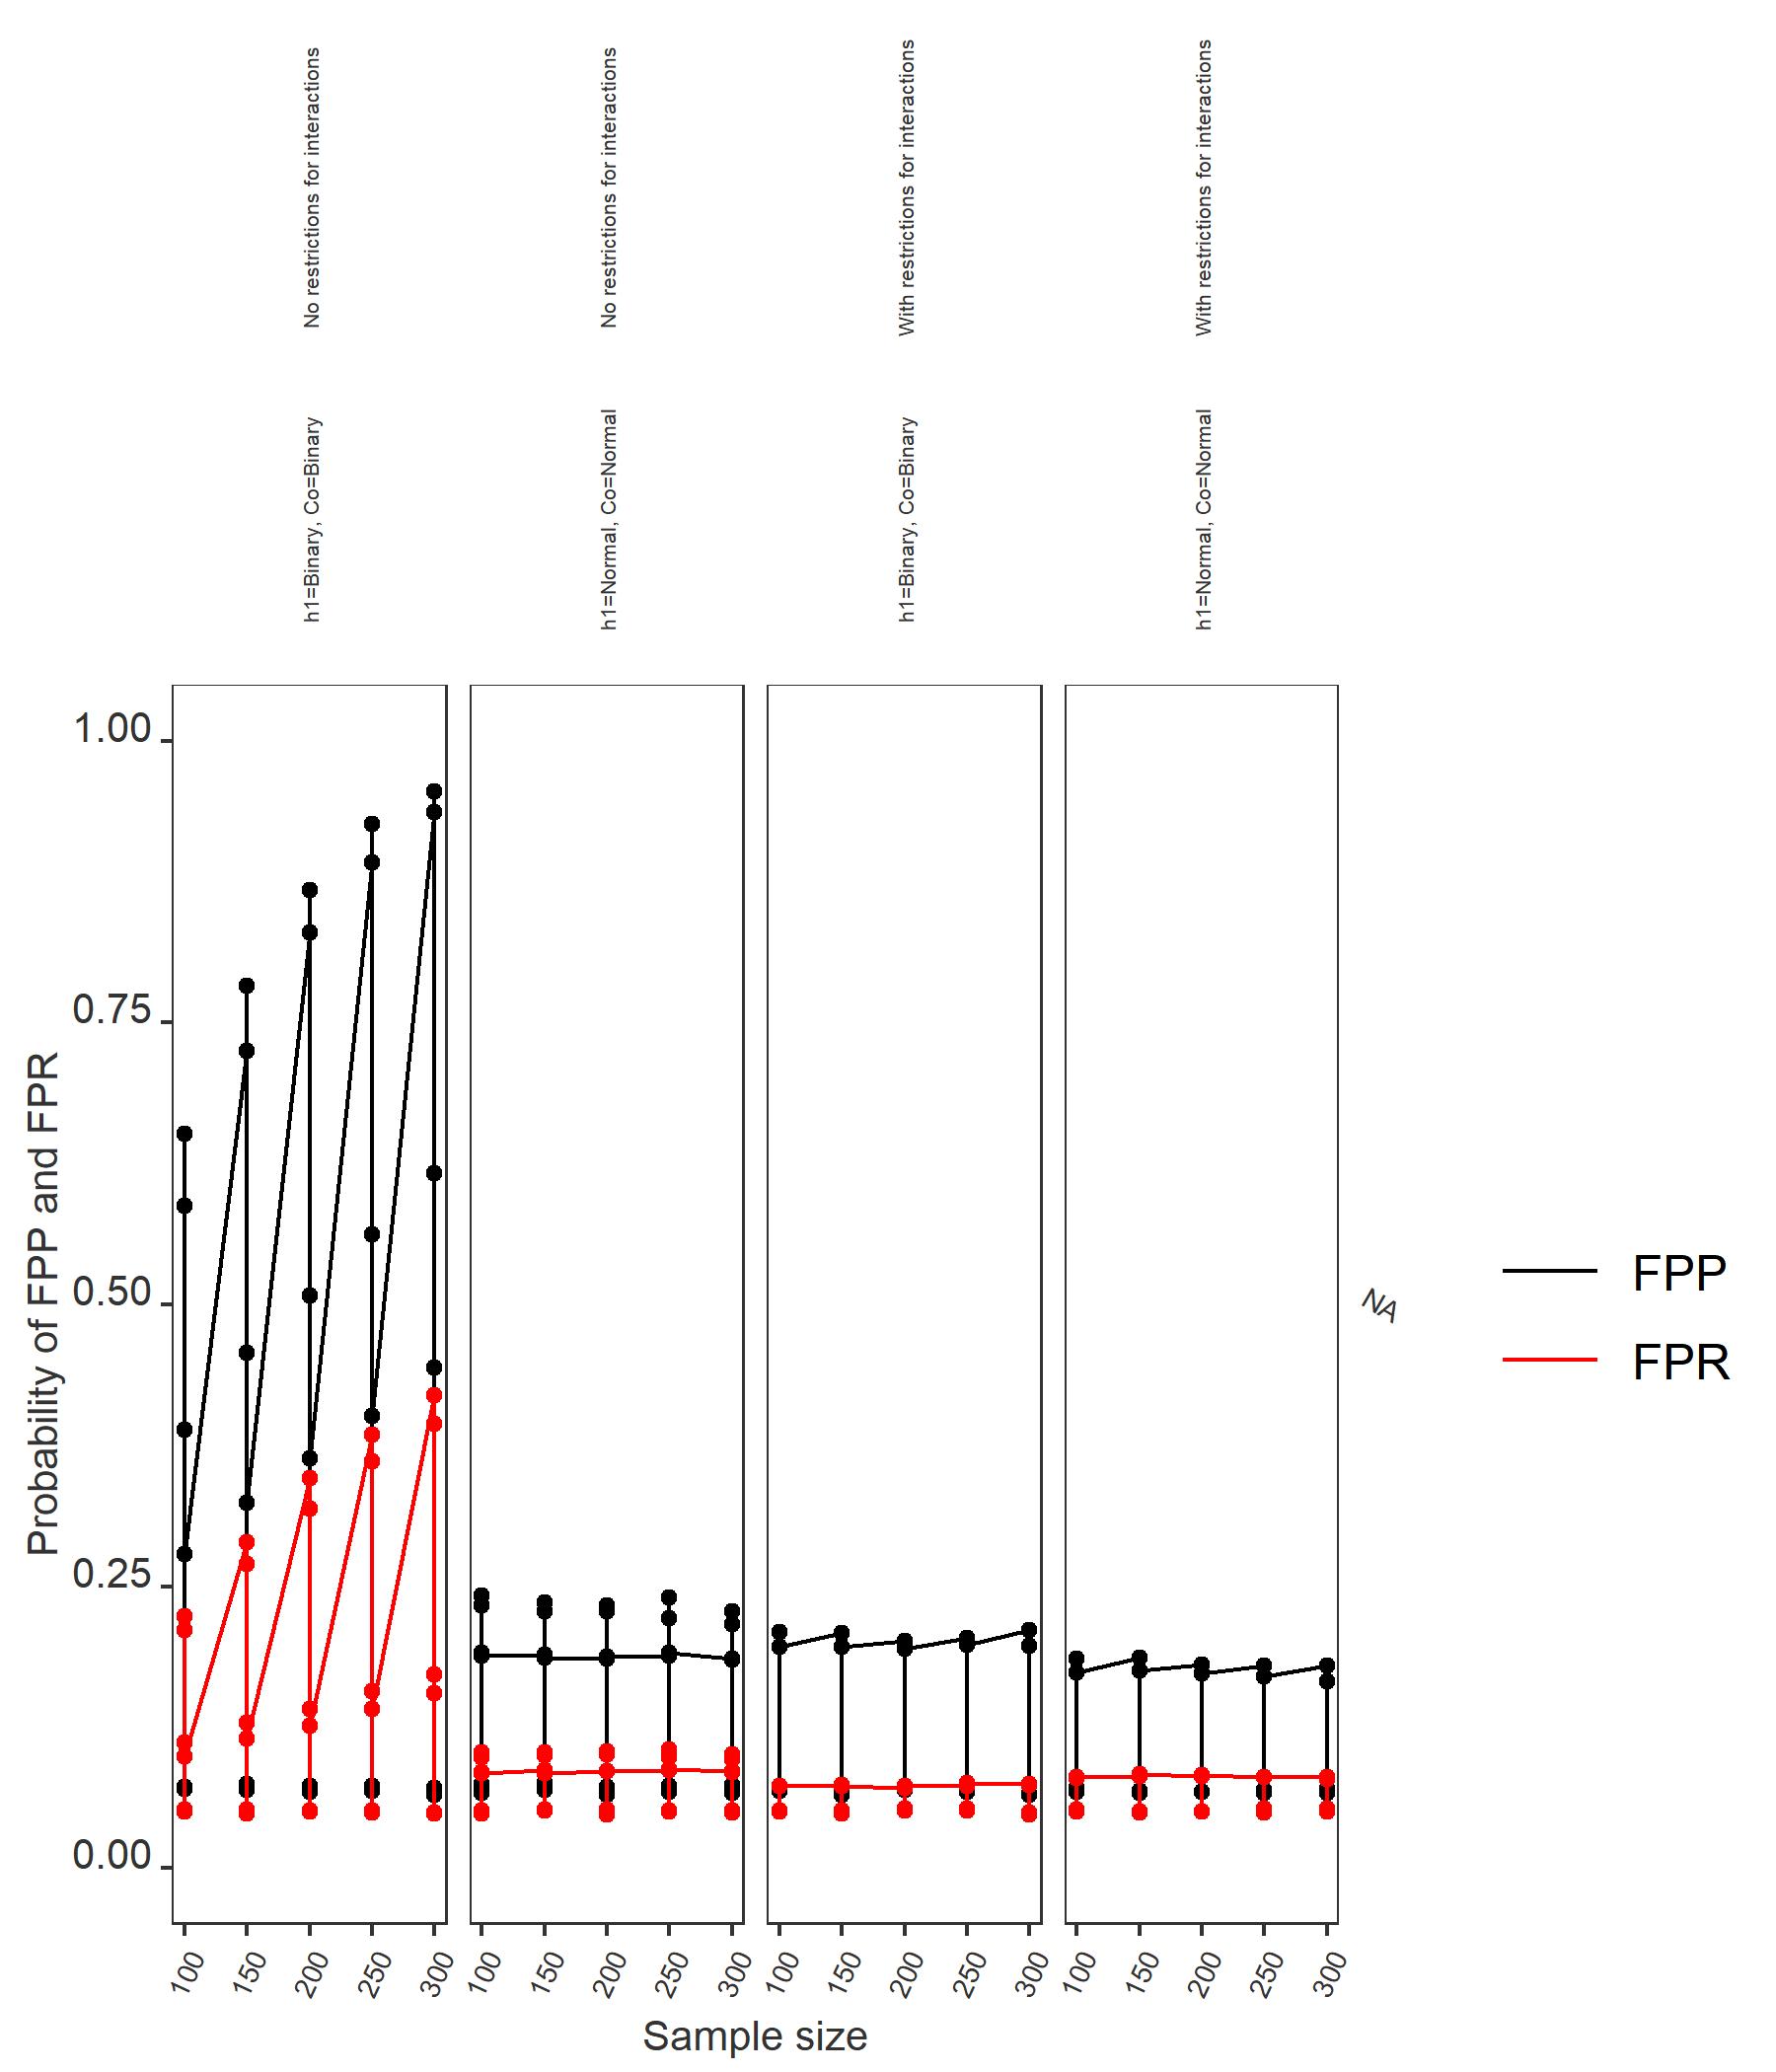 No restrictions for interactions
No restrictions for interactions
With restrictions for interactions
With restrictions for interactions
h1=Binary, Co=Binary
h1=Normal, Co=Normal
h1=Binary, Co=Binary
h1=Normal, Co=Normal
Probability of FPP and FPR
1.00
0.75
0.50
0.25
0.00
NA
FPP
FPR
100 150 200 250 300
100 150 200 250 300
100 150 200 250 300
100 150 200 250 300
Sample size